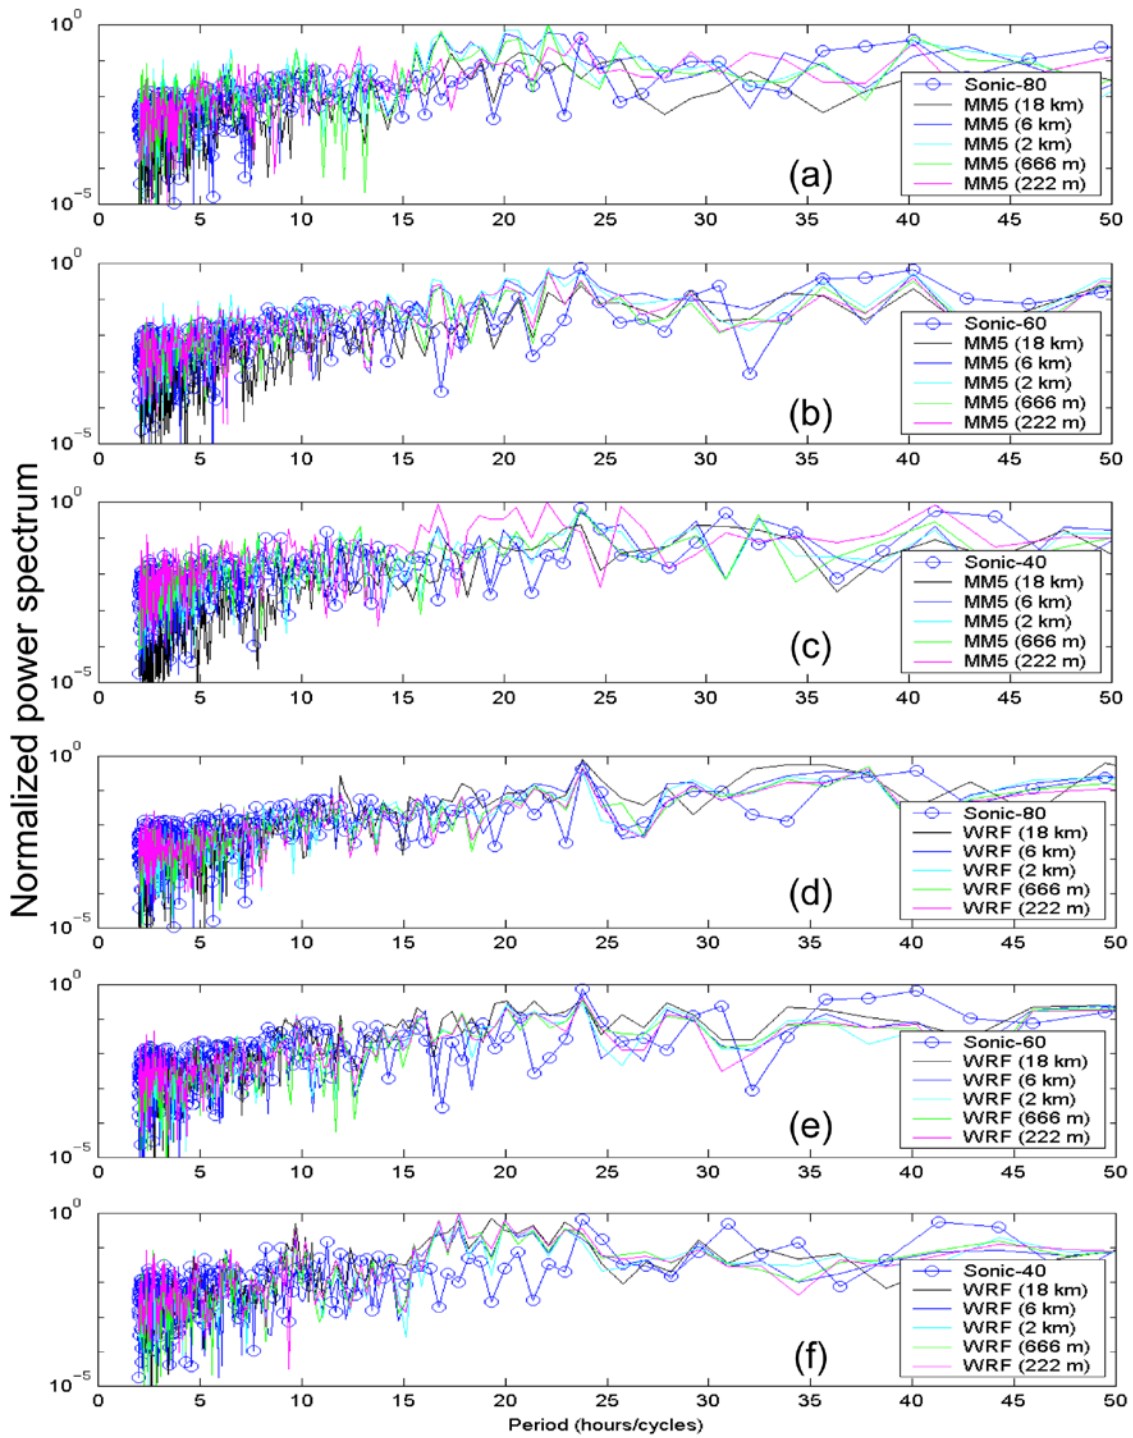 Normalized power spectrum
10^0
Sonic-80
MM5 (18 km)
MM5 (6 km)
MM5 (2 km)
MM5 (666 m)
MM5 (222 m)
(a)
10^-5
0 5 10 15 20 25 30 35 40 45 50
10^0
Sonic-60
MM5 (18 km)
MM5 (6 km)
MM5 (2 km)
MM5 (666 m)
MM5 (222 m)
(b)
10^-5
0 5 10 15 20 25 30 35 40 45 50
10^0
Sonic-40
MM5 (18 km)
MM5 (6 km)
MM5 (2 km)
MM5 (666 m)
MM5 (222 m)
(c)
10^-5
0 5 10 15 20 25 30 35 40 45 50
10^0
Sonic-80
WRF (18 km)
WRF (6 km)
WRF (2 km)
WRF (666 m)
WRF (222 m)
(d)
10^-5
0 5 10 15 20 25 30 35 40 45 50
10^0
Sonic-60
WRF (18 km)
WRF (6 km)
WRF (2 km)
WRF (666 m)
WRF (222 m)
(e)
10^-5
0 5 10 15 20 25 30 35 40 45 50
10^0
Sonic-40
WRF (18 km)
WRF (6 km)
WRF (2 km)
WRF (666 m)
WRF (222 m)
(f)
10^-5
0 5 10 15 20 25 30 35 40 45 50
Period (hours/cycles)